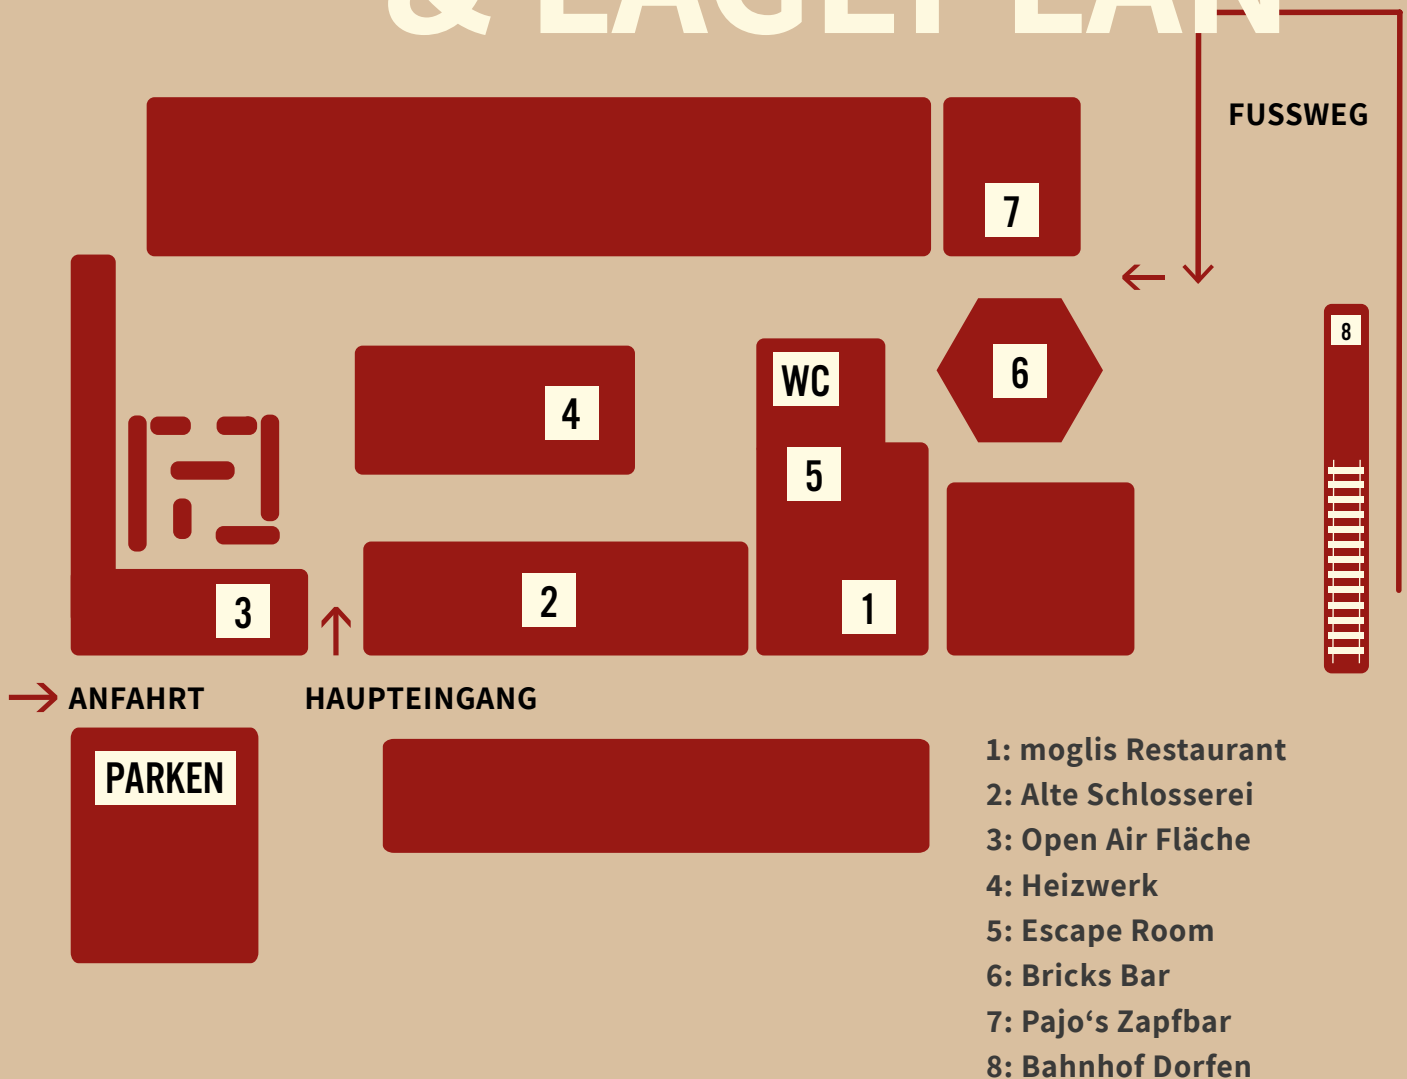 & LAGEPLAN
FUSSWEG
7
8
WC
6
4
5
2
3
1
ANFAHRT
HAUPTEINGANG
PARKEN
1: moglis Restaurant
2: Alte Schlosserei
3: Open Air Fläche
4: Heizwerk
5: Escape Room
6: Bricks Bar
7: Pajo‘s Zapfbar
8: Bahnhof Dorfen